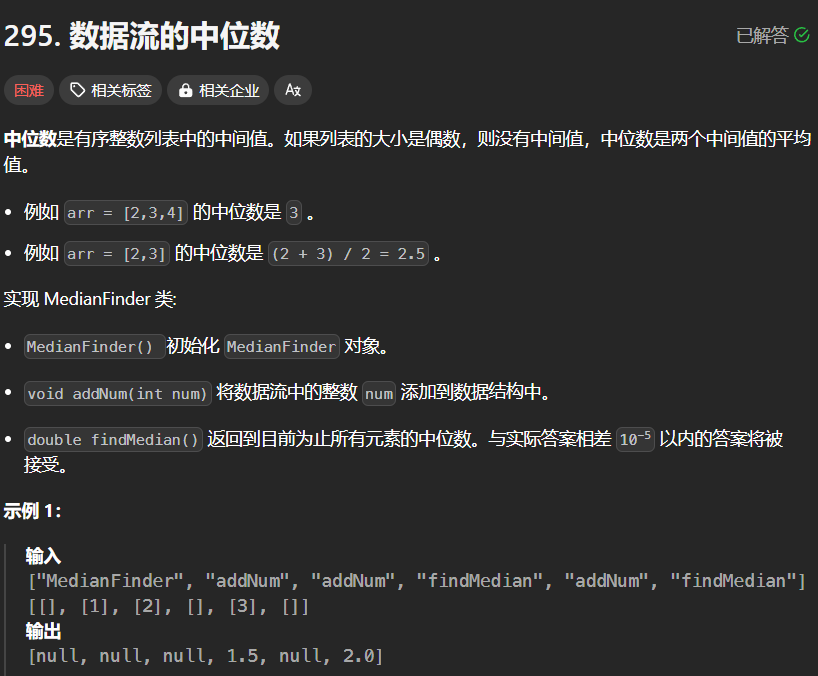 295. 数据流的中位数
已解答
困难 相关标签 相关企业 Aあ
中位数是有序整数列表中的中间值。如果列表的大小是偶数，则没有中间值，中位数是两个中间值的平均
值。
• 例如 arr = [2,3,4] 的中位数是 3 。
• 例如 arr = [2,3] 的中位数是 (2 + 3) / 2 = 2.5 。
实现 MedianFinder 类:
• MedianFinder() 初始化 MedianFinder 对象。
• void addNum(int num) 将数据流中的整数 num 添加到数据结构中。
• double findMedian() 返回到目前为止所有元素的中位数。与实际答案相差 10⁻⁵ 以内的答案将被
接受。
示例 1：
输入
["MedianFinder", "addNum", "addNum", "findMedian", "addNum", "findMedian"]
[[], [1], [2], [], [3], []]
输出
[null, null, null, 1.5, null, 2.0]